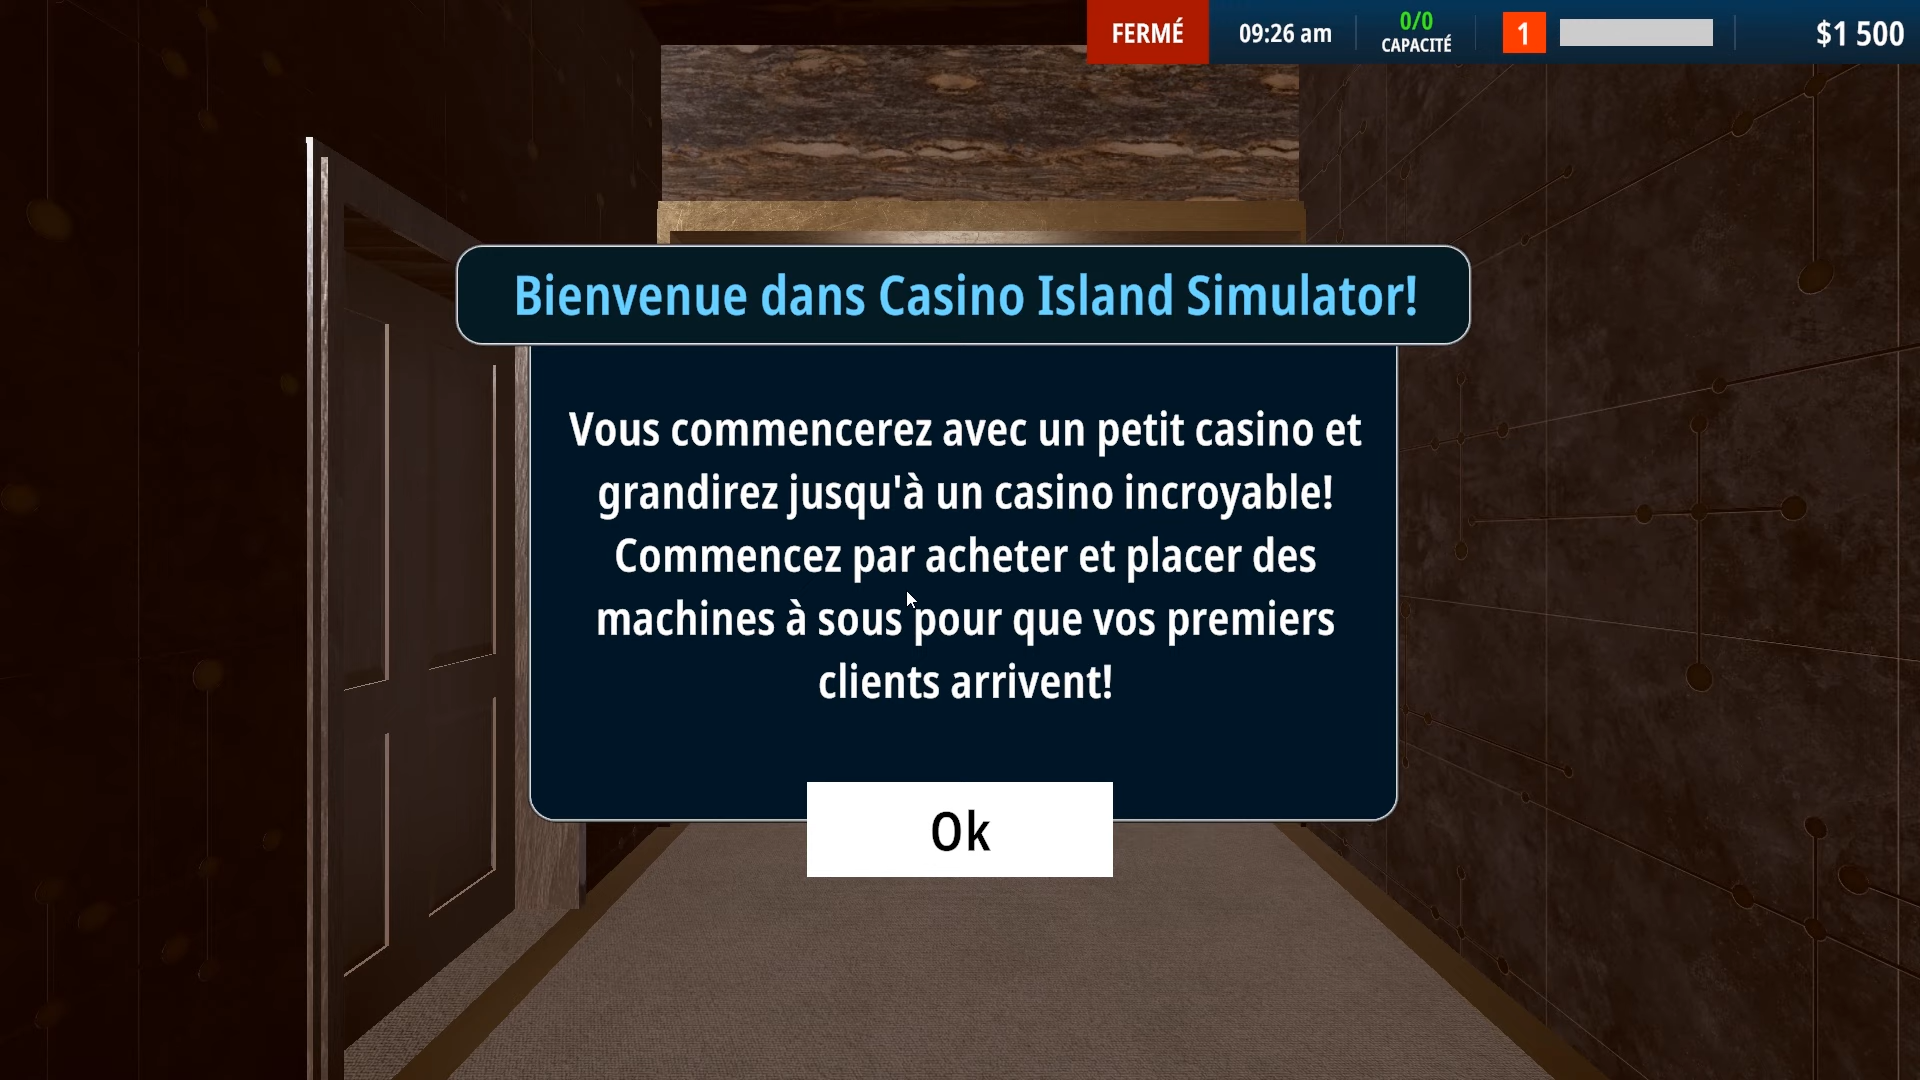 FERMÉ
09:26 am
0/0
CAPACITÉ
1
$1 500
Bienvenue dans Casino Island Simulator!
Vous commencerez avec un petit casino et
grandirez jusqu'à un casino incroyable!
Commencez par acheter et placer des
machines à sous pour que vos premiers
clients arrivent!
Ok